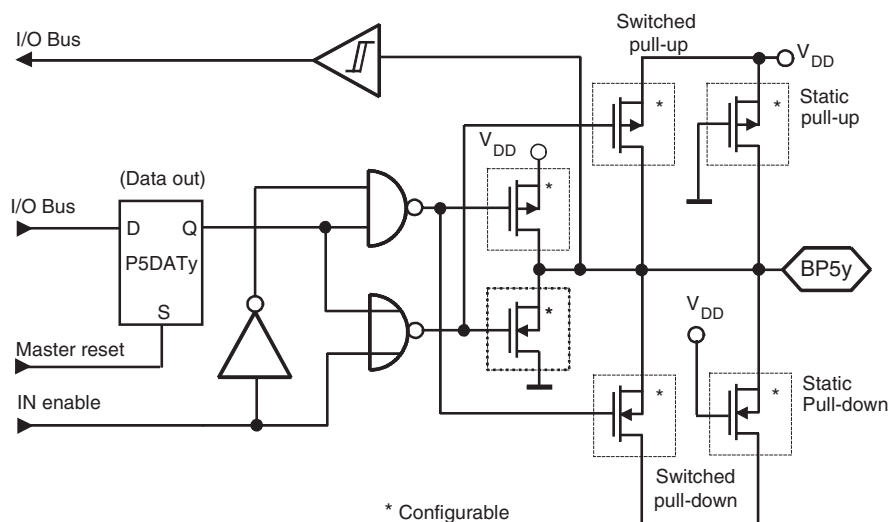 Switched
pull-up
I/O Bus
V DD
*
*
Static
pull-up
V DD
(Data out)
*
I/O Bus
D
Q
P5DATy
BP5y
S
*
V DD
Master reset
IN enable
*
*
Static
Pull-down
Switched
pull-down
* Configurable